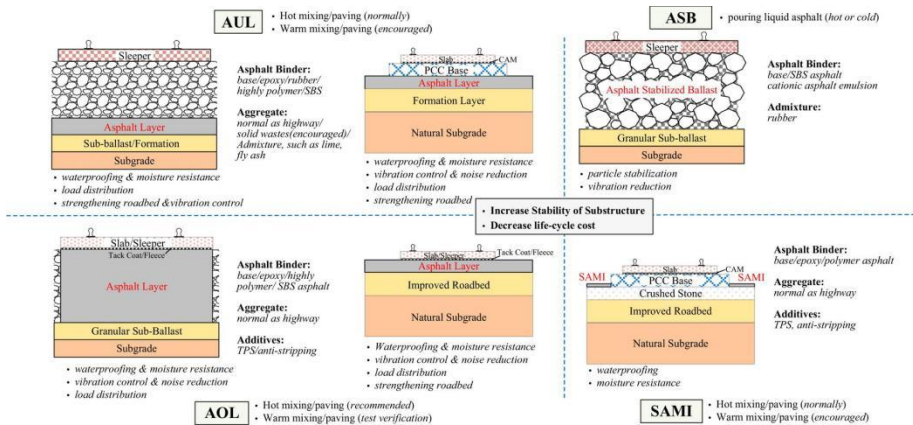 AUL
• Hot mixing/paving (normally)
• Warm mixing/paving (encouraged)
Sleeper
Asphalt Layer
Sub-ballast/Formation
Subgrade
Asphalt Binder:
base/epoxy/rubber/
highly polymer/SBS
Aggregate:
normal as highway/
solid wastes(encouraged)/
Admixture, such as lime,
fly ash
• waterproofing & moisture resistance
• load distribution
• strengthening roadbed &vibration control
Slab
CAM
PCC Base
Asphalt Layer
Formation Layer
Natural Subgrade
• waterproofing & moisture resistance
• vibration control & noise reduction
• load distribution
• strengthening roadbed
ASB
• pouring liquid asphalt (hot or cold)
Sleeper
Asphalt Stabilized Ballast
Granular Sub-ballast
Subgrade
Asphalt Binder:
base/SBS asphalt
cationic asphalt emulsion
Admixture:
rubber
• particle stabilization
• vibration reduction
• Increase Stability of Substructure
• Decrease life-cycle cost
Slab/Sleeper
Tack Coat/Fleece
Asphalt Layer
Granular Sub-Ballast
Subgrade
Asphalt Binder:
base/epoxy/highly
polymer/ SBS asphalt
Aggregate:
normal as highway
Additives:
TPS/anti-stripping
• waterproofing & moisture resistance
• vibration control & noise reduction
• load distribution
Slab/Sleeper
Tack Coat/Fleece
Asphalt Layer
Improved Roadbed
Natural Subgrade
• Waterproofing & moisture resistance
• vibration control & noise reduction
• load distribution
• strengthening roadbed
AOL
• Hot mixing/paving (recommended)
• Warm mixing/paving (test verification)
SAMI
Slab
CAM
SAMI
PCC Base
Crushed Stone
Improved Roadbed
Natural Subgrade
Asphalt Binder:
base/epoxy/polymer asphalt
Aggregate:
normal as highway
Additives:
TPS, anti-stripping
• waterproofing
• moisture resistance
SAMI
• Hot mixing/paving (normally)
• Warm mixing/paving (encouraged)